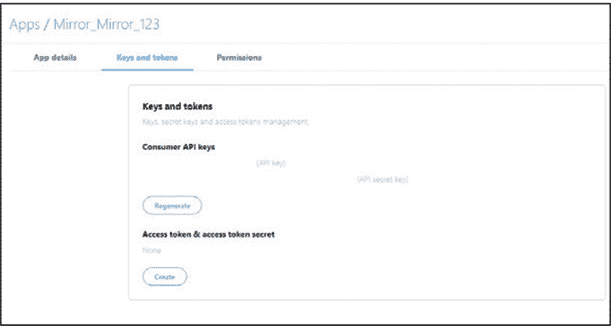 Apps / Mirror_Mirror_123
App details Keys and tokens Permissions
Keys and tokens
Keys, secret keys and access tokens management.
Consumer API keys
(API key)
(API secret key)
Regenerate
Access token & access token secret
None
Create